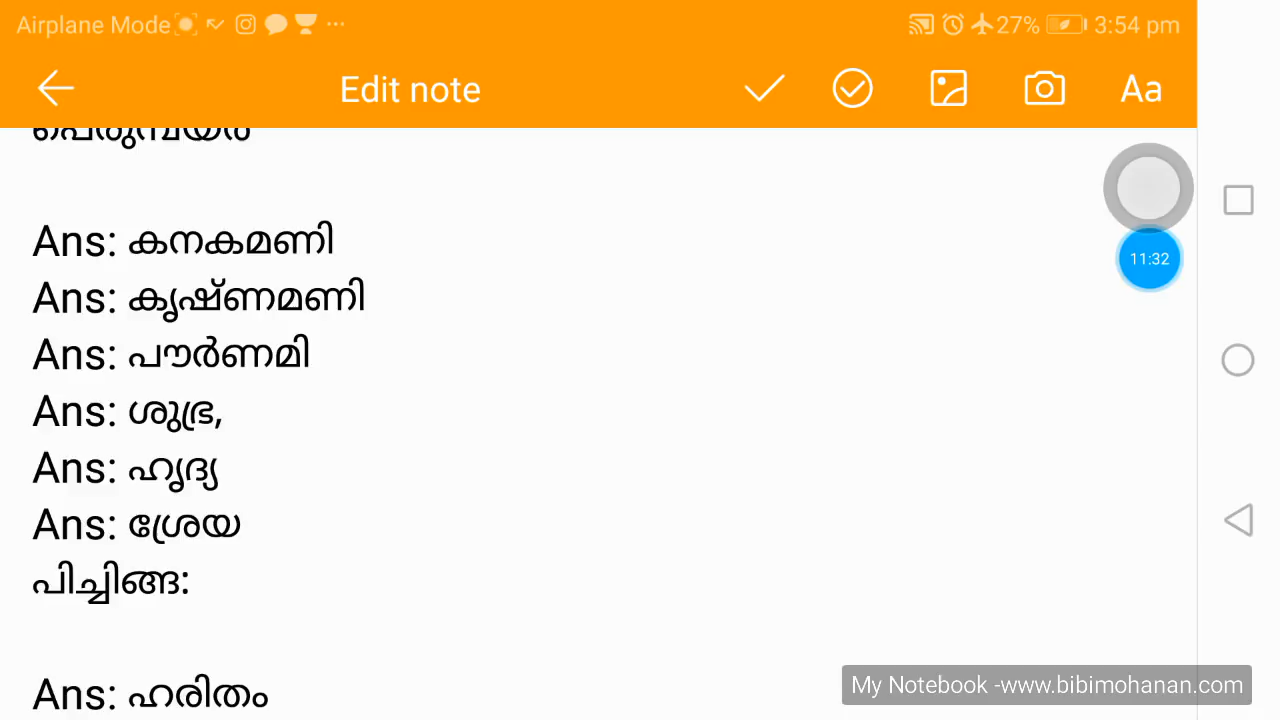 Airplane Mode ... 27% 3:54 pm
Edit note Aa
Ans: കനകമണി
11:32
Ans: കൃഷ്ണമണി
Ans: പൗർണമി
Ans: ശുഭ്ര,
Ans: ഹൃദ്യ
Ans: ശ്രേയ
പിച്ചിങ്ങ:
Ans: ഹരിതം
My Notebook -www.bibimohanan.com